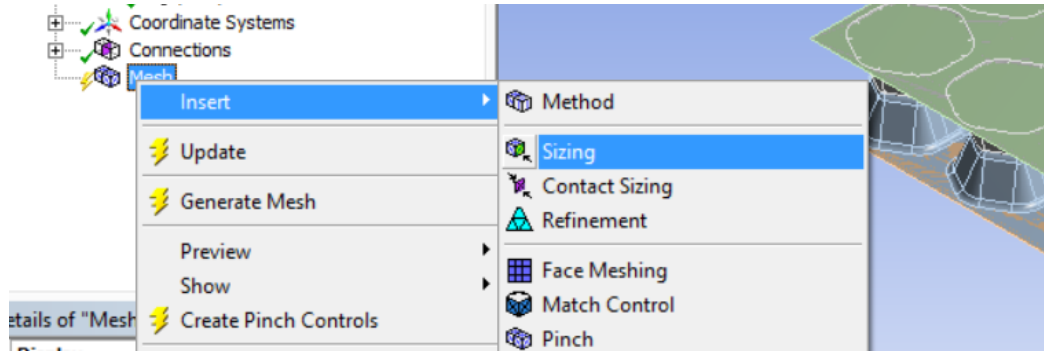 Coordinate Systems
Connections
Mesh
Insert
Method
Update
Sizing
Contact Sizing
Generate Mesh
Refinement
Preview
Face Meshing
Show
Match Control
etails of "Mesh
Create Pinch Controls
Pinch